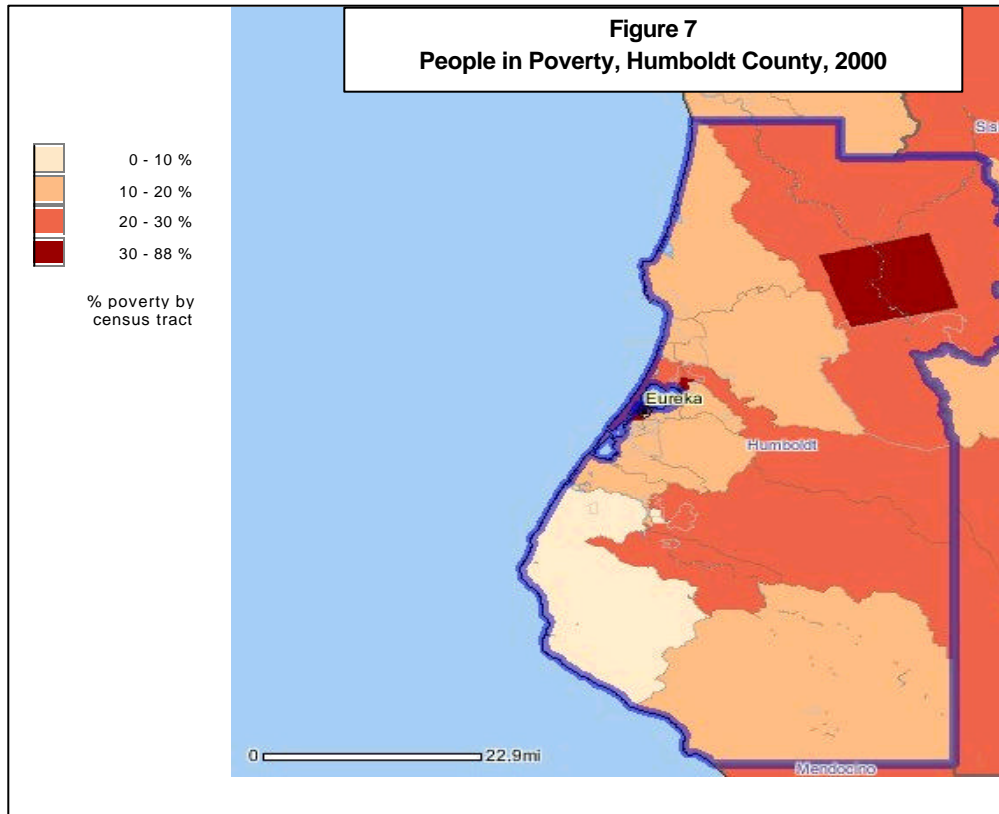 Figure 7
People in Poverty, Humboldt County, 2000
Sisl
0 - 10 %
10 - 20 %
20 - 30 %
30 - 88 %
% poverty by
census tract
Eureka
Humboldt
0 22.9mi
Mendocino